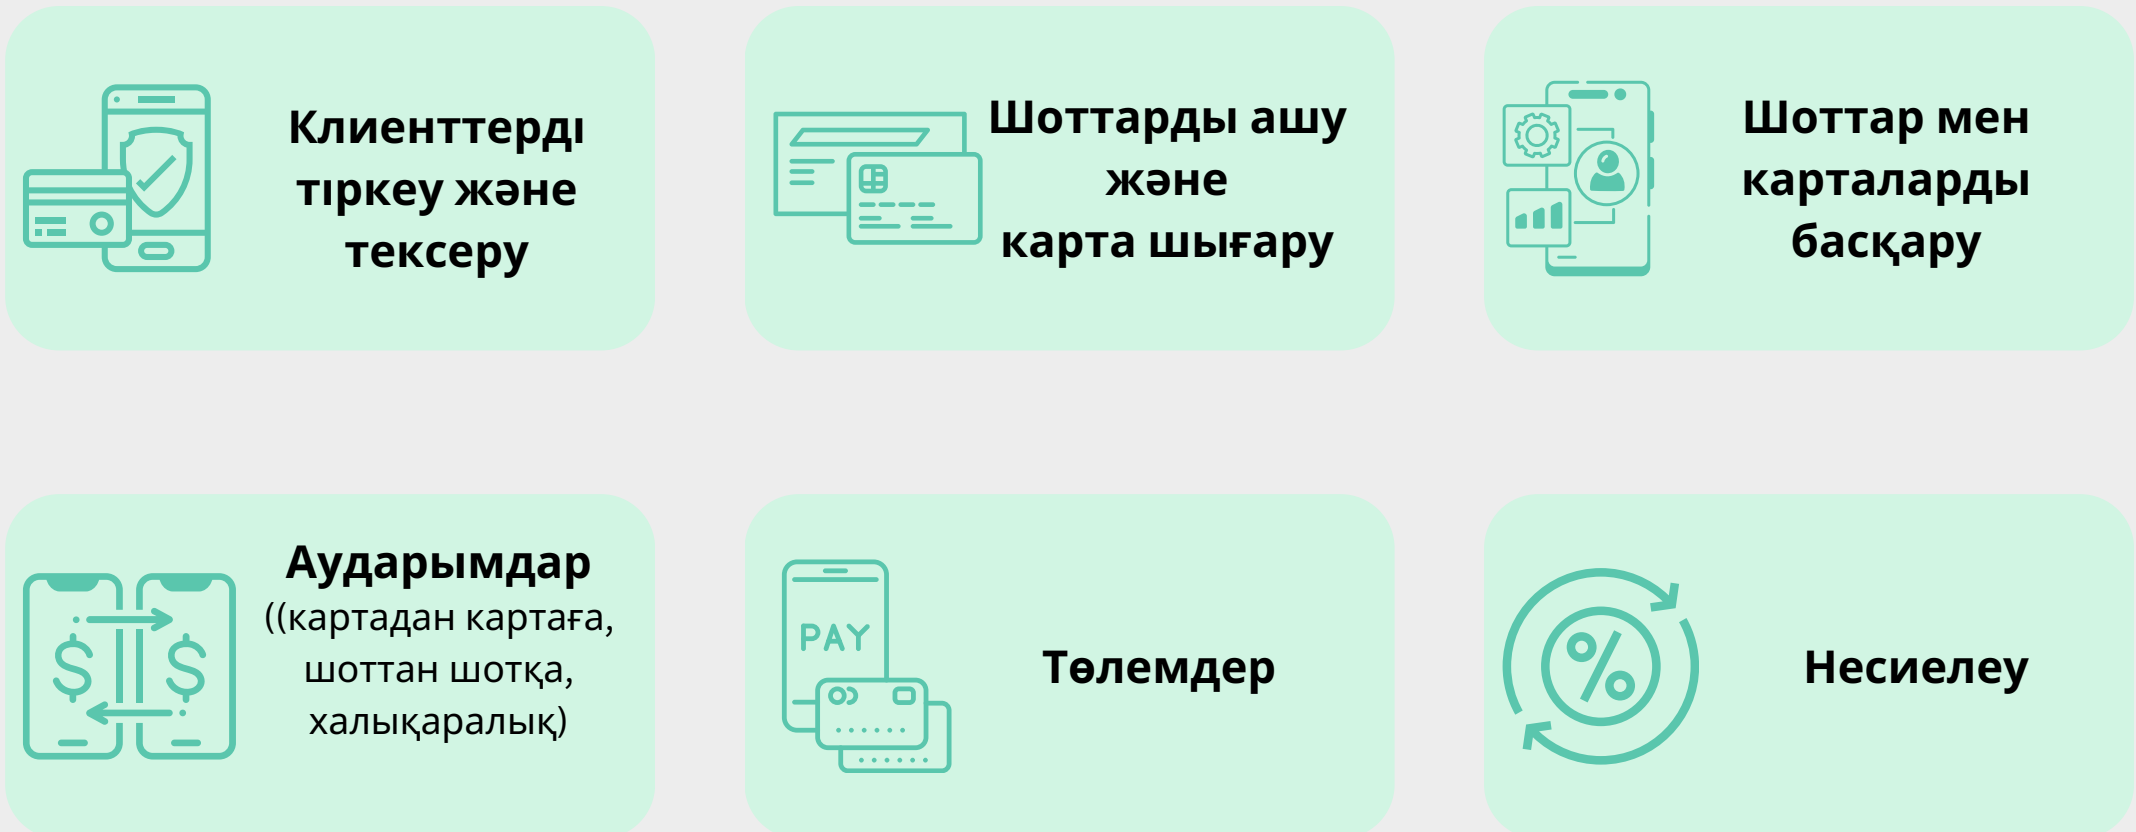 Клиенттерді
тіркеу және
тексеру
Шоттарды ашу
және
карта шығару
Шоттар мен
карталарды
басқару
Аударымдар
((картадан картаға,
шоттан шотқа,
халықаралық)
PAY
Төлемдер
Несиелеу